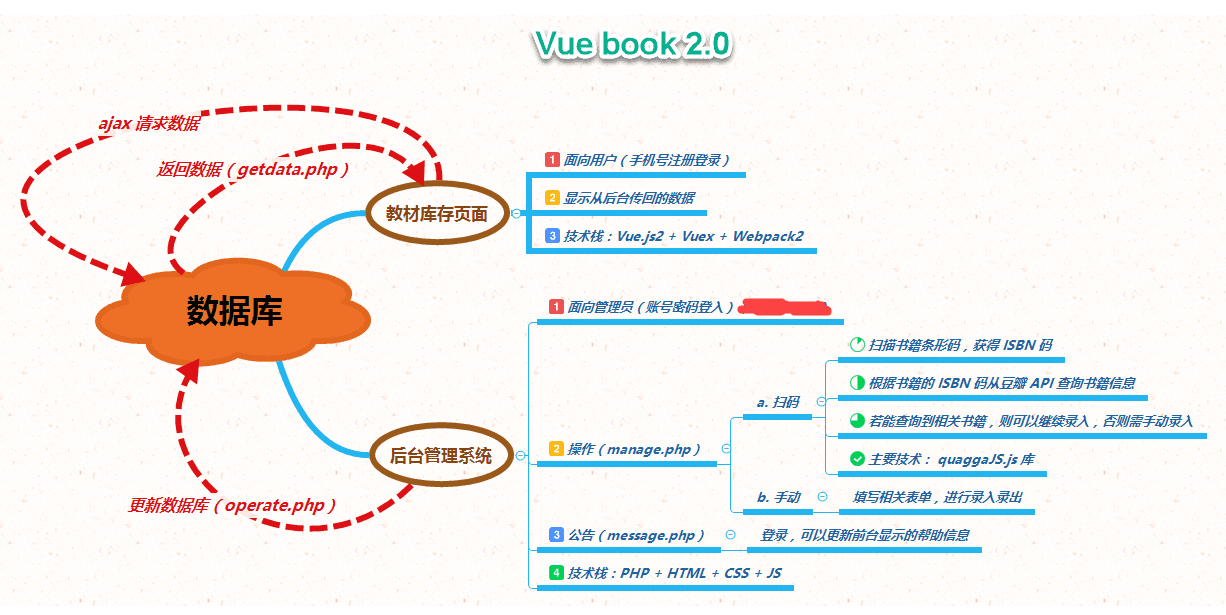 Vue book 2.0
ajax 请求数据
返回数据（getdata.php）
教材库存页面
1 面向用户（手机号注册登录）
2 显示从后台传回的数据
3 技术栈：Vue.js2 + Vuex + Webpack2
数据库
1 面向管理员（账号密码登入）
扫描书籍条形码，获得 ISBN 码
根据书籍的 ISBN 码从豆瓣 API 查询书籍信息
a. 扫码
若能查询到相关书籍，则可以继续录入，否则需手动录入
后台管理系统
2 操作（manage.php）
主要技术： quaggaJS.js 库
b. 手动
填写相关表单，进行录入录出
更新数据库（operate.php）
3 公告（message.php）
登录，可以更新前台显示的帮助信息
4 技术栈：PHP + HTML + CSS + JS